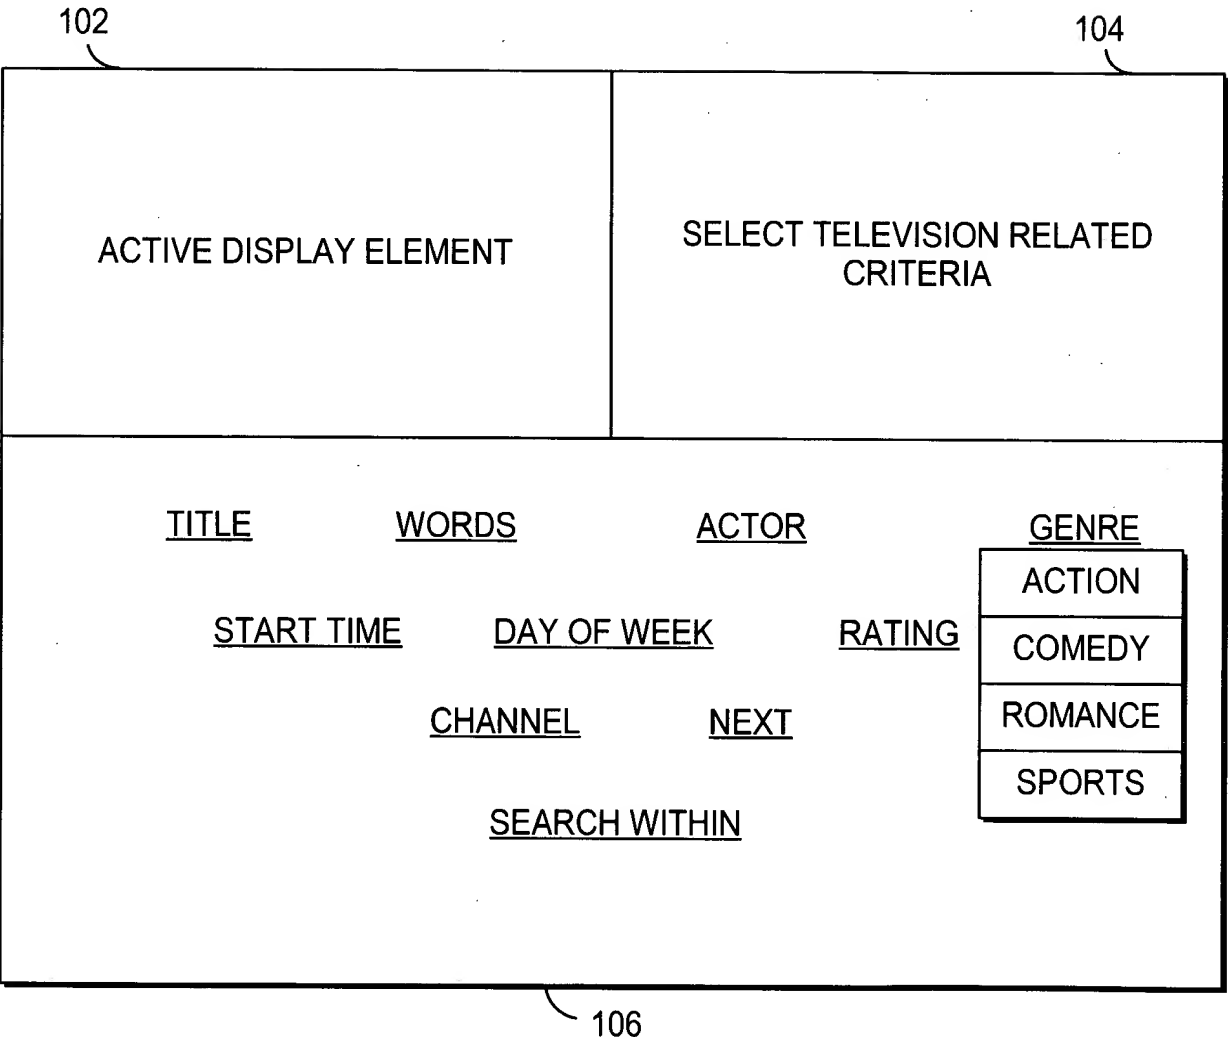 102
104
ACTIVE DISPLAY ELEMENT
SELECT TELEVISION RELATED
CRITERIA
TITLE
WORDS
ACTOR
GENRE
ACTION
START TIME
DAY OF WEEK
RATING
COMEDY
CHANNEL
NEXT
ROMANCE
SPORTS
SEARCH WITHIN
106